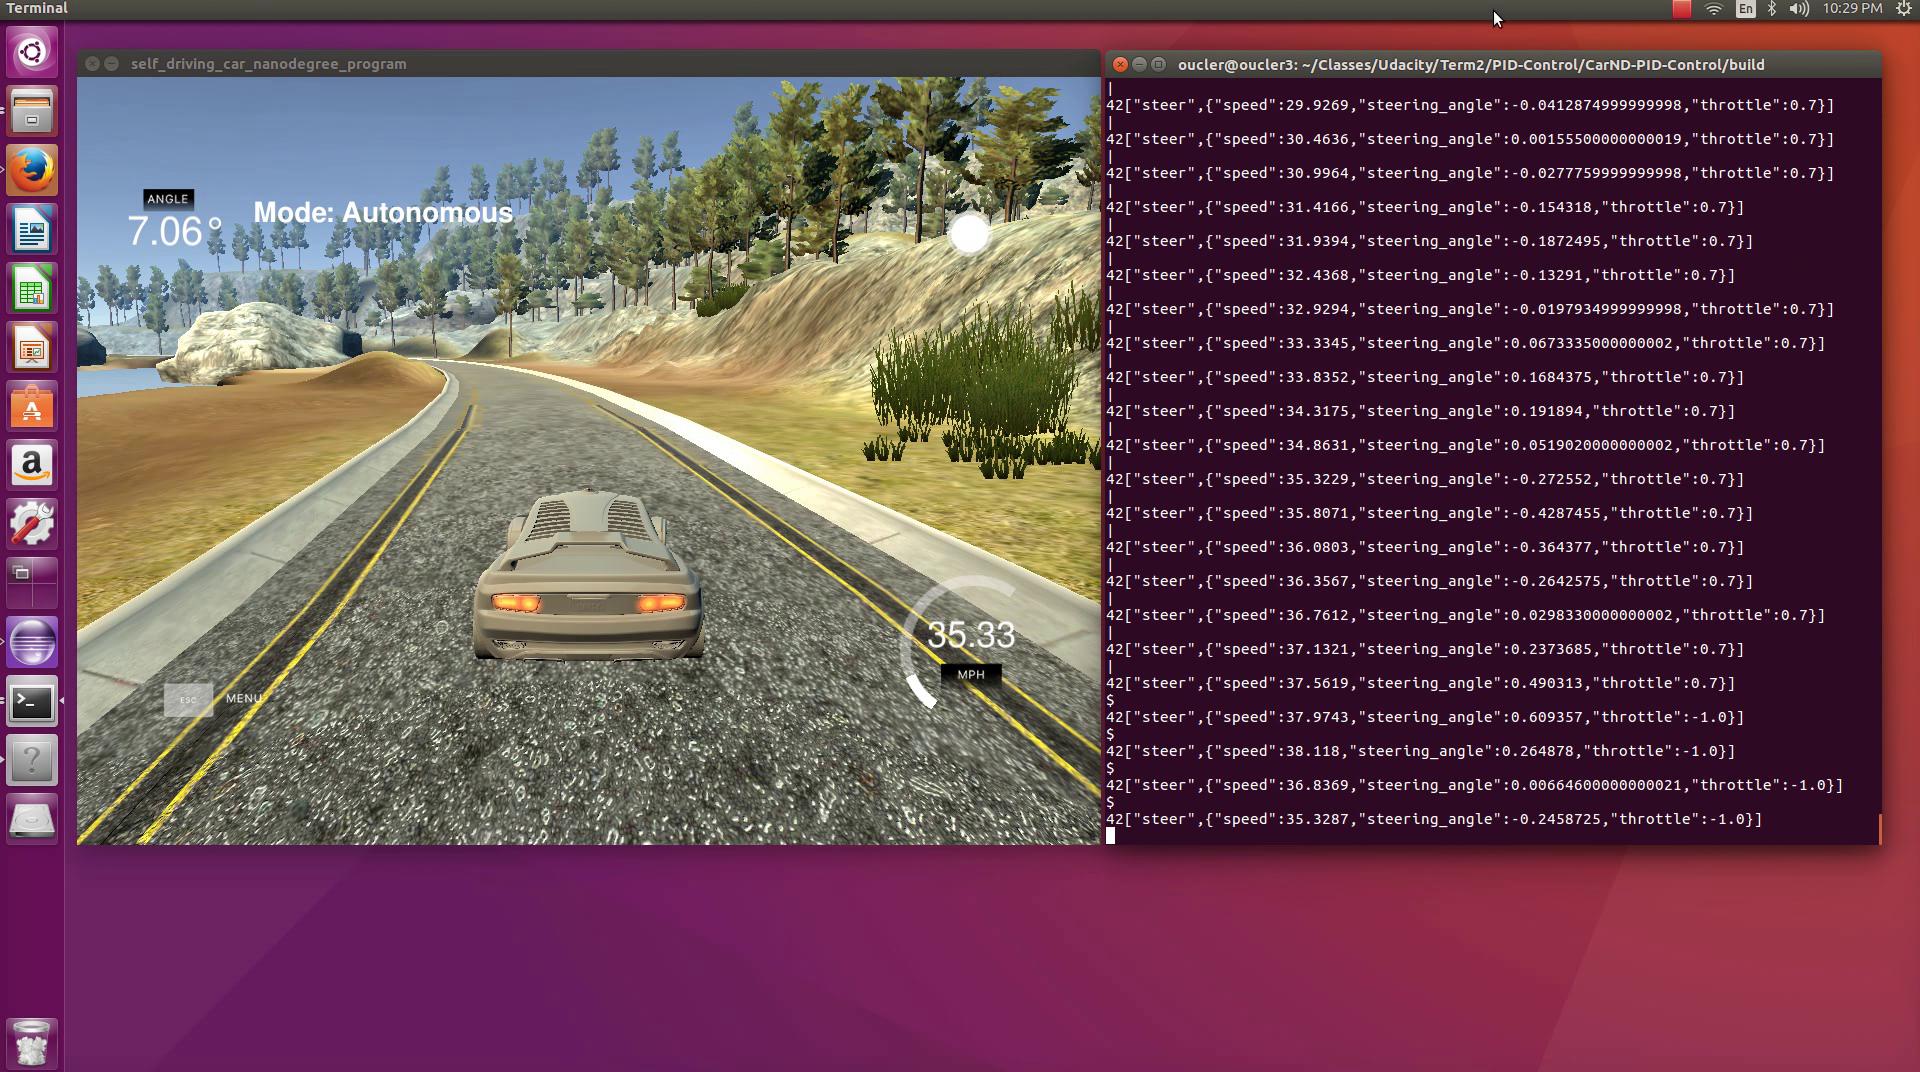 Terminal
En
10:29 PM
self_driving_car_nanodegree_program
ANGLE
7.06°
Mode: Autonomous
35.33
MPH
ESC
MENU
oucler@oucler3: ~/Classes/Udacity/Term2/PID-Control/CarND-PID-Control/build
|
42["steer",{"speed":29.9269,"steering_angle":-0.0412874999999998,"throttle":0.7}]
|
42["steer",{"speed":30.4636,"steering_angle":0.00155500000000019,"throttle":0.7}]
|
42["steer",{"speed":30.9964,"steering_angle":-0.0277759999999998,"throttle":0.7}]
|
42["steer",{"speed":31.4166,"steering_angle":-0.154318,"throttle":0.7}]
|
42["steer",{"speed":31.9394,"steering_angle":-0.1872495,"throttle":0.7}]
|
42["steer",{"speed":32.4368,"steering_angle":-0.13291,"throttle":0.7}]
|
42["steer",{"speed":32.9294,"steering_angle":-0.0197934999999998,"throttle":0.7}]
|
42["steer",{"speed":33.3345,"steering_angle":0.0673335000000002,"throttle":0.7}]
|
42["steer",{"speed":33.8352,"steering_angle":0.1684375,"throttle":0.7}]
|
42["steer",{"speed":34.3175,"steering_angle":0.191894,"throttle":0.7}]
|
42["steer",{"speed":34.8631,"steering_angle":0.0519020000000002,"throttle":0.7}]
|
42["steer",{"speed":35.3229,"steering_angle":-0.272552,"throttle":0.7}]
|
42["steer",{"speed":35.8071,"steering_angle":-0.4287455,"throttle":0.7}]
|
42["steer",{"speed":36.0803,"steering_angle":-0.364377,"throttle":0.7}]
|
42["steer",{"speed":36.3567,"steering_angle":-0.2642575,"throttle":0.7}]
|
42["steer",{"speed":36.7612,"steering_angle":0.0298330000000002,"throttle":0.7}]
|
42["steer",{"speed":37.1321,"steering_angle":0.2373685,"throttle":0.7}]
|
42["steer",{"speed":37.5619,"steering_angle":0.490313,"throttle":0.7}]
$
42["steer",{"speed":37.9743,"steering_angle":0.609357,"throttle":-1.0}]
$
42["steer",{"speed":38.118,"steering_angle":0.264878,"throttle":-1.0}]
$
42["steer",{"speed":36.8369,"steering_angle":0.00664600000000021,"throttle":-1.0}]
$
42["steer",{"speed":35.3287,"steering_angle":-0.2458725,"throttle":-1.0}]